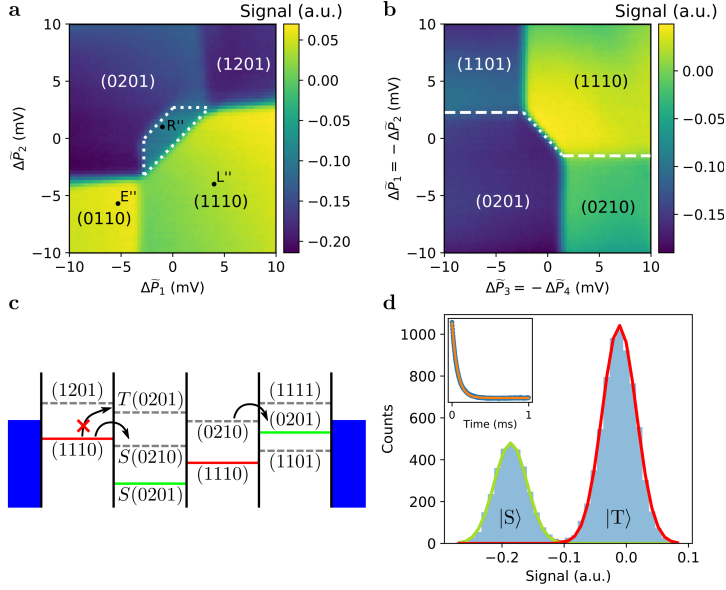 a
Signal (a.u.)
10
5
0
−5
−10
ΔP̃₂ (mV)
(0201)
(1201)
R''
L''
E''
(0110)
(1110)
−10
−5
0
5
10
ΔP̃₁ (mV)
0.05
0.00
−0.05
−0.10
−0.15
−0.20
b
Signal (a.u.)
10
5
0
−5
−10
ΔP̃₁ = −ΔP̃₂ (mV)
(1101)
(1110)
(0201)
(0210)
−10
−5
0
5
10
ΔP̃₃ = −ΔP̃₄ (mV)
0.00
−0.05
−0.10
−0.15
c
(1201)
(1110)
T(0201)
S(0210)
S(0201)
(0210)
(1110)
(1111)
(0201)
(1101)
d
1000
800
600
400
200
0
Counts
0
1
Time (ms)
|S⟩
|T⟩
−0.2
−0.1
0.0
0.1
Signal (a.u.)